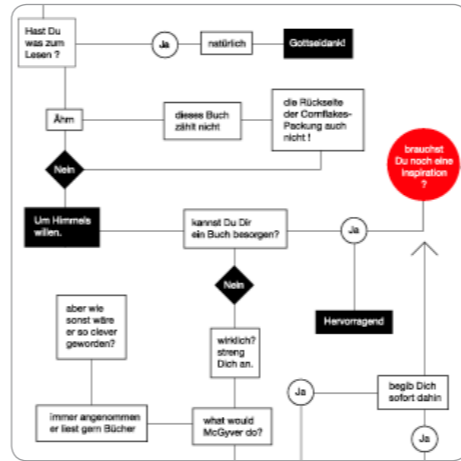 Hast Du
was zum
Lesen ?
Ja
natürlich
Gottseidank!
Ähm
dieses Buch
zählt nicht
die Rückseite
der Cornflakes-
Packung auch
nicht !
Nein
brauchst
Du noch eine
Inspiration
?
Um Himmels
willen.
kannst Du Dir
ein Buch besorgen?
Ja
Nein
Hervorragend
aber wie
sonst wäre
er so clever
geworden?
wirklich?
streng
Dich an.
immer angenommen
er liest gern Bücher
what would
McGyver do?
Ja
begib Dich
sofort dahin
Ja